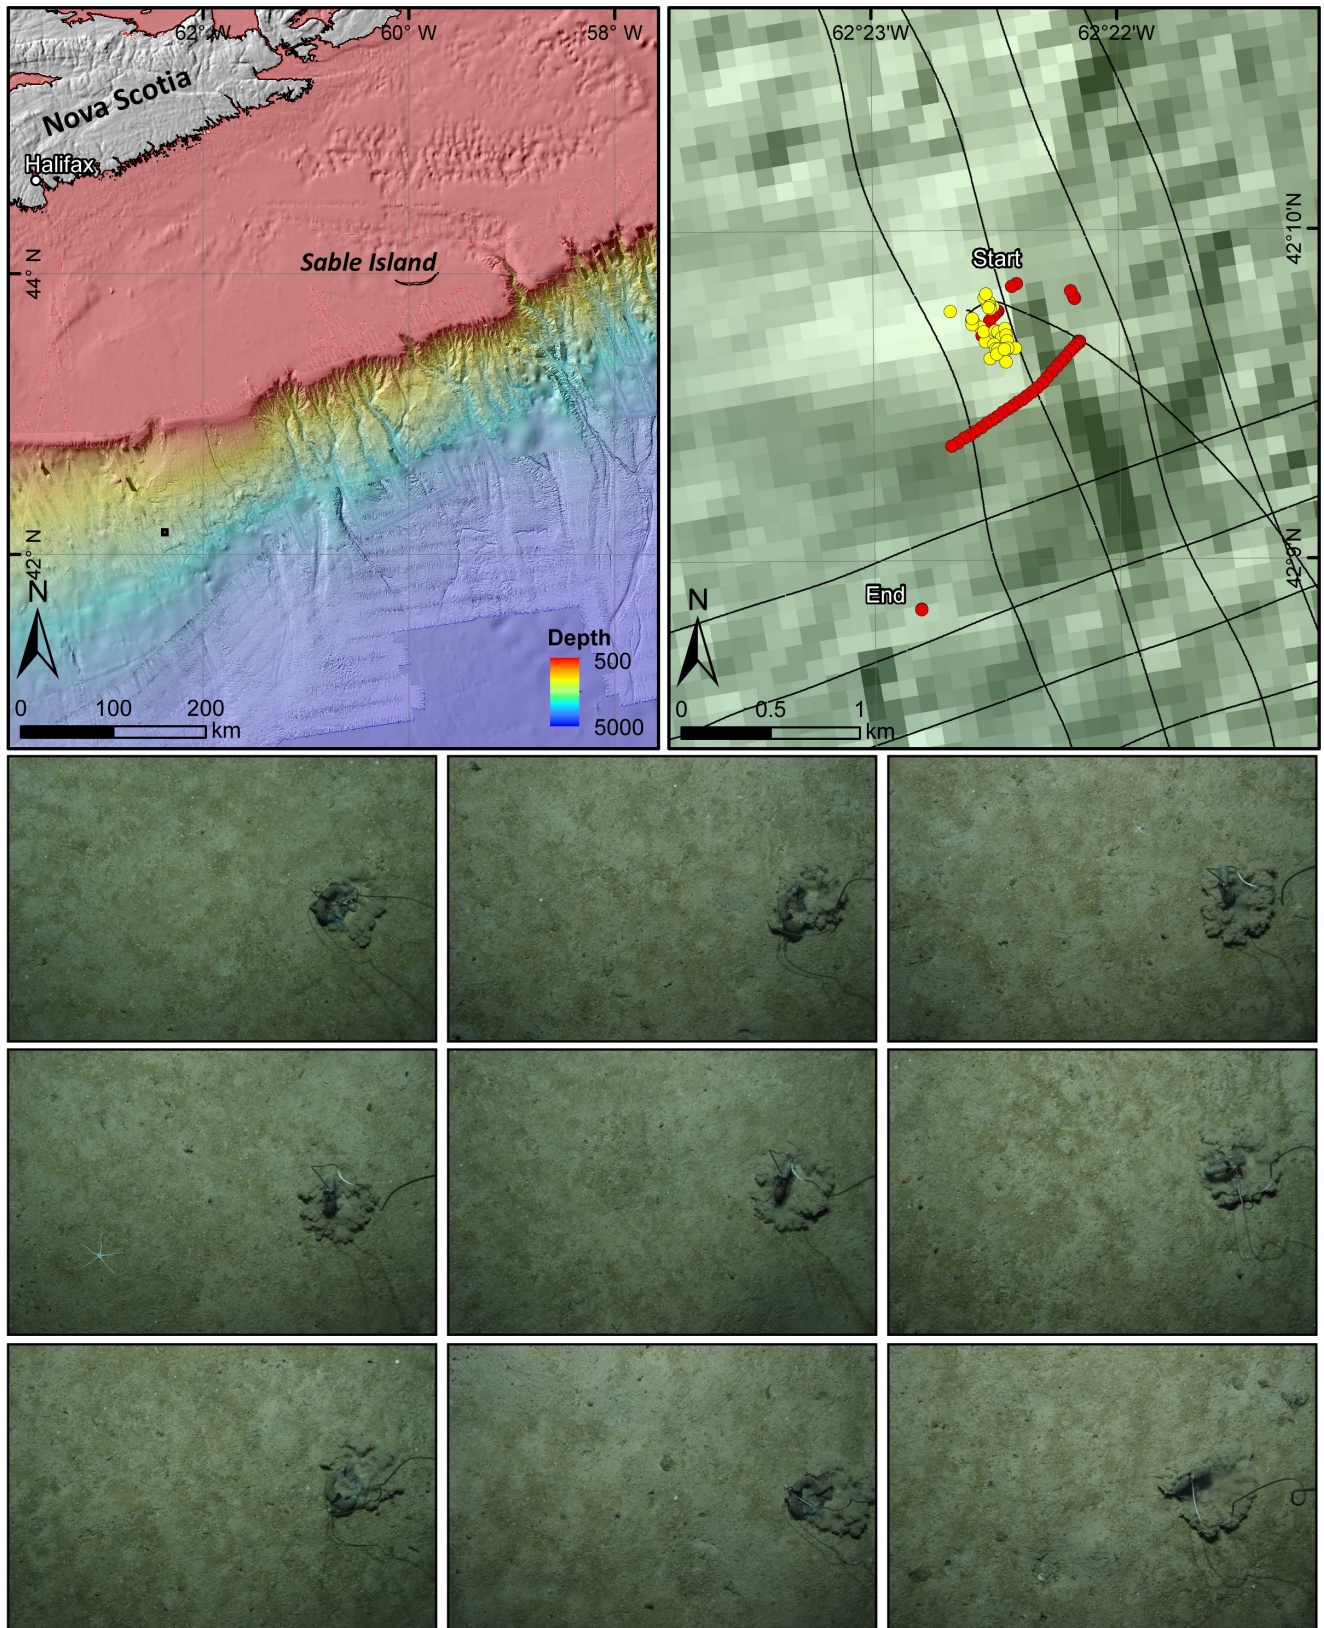 62° W
60° W
58° W
Nova Scotia
Halifax
44° N
Sable Island
42° N
N
Depth
500
5000
0 100 200
km
62°23'W
62°22'W
42°10'N
Start
42°9'N
End
N
0 0.5 1
km